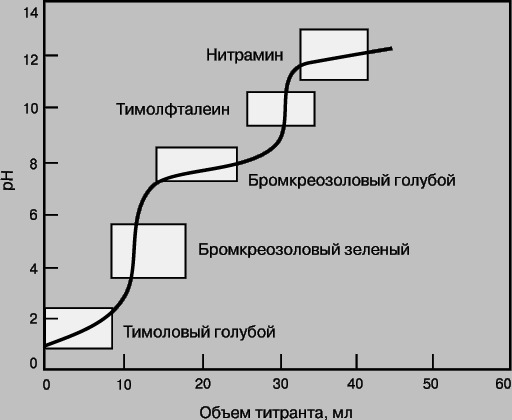 14
12
10
8
6
4
2
0
pH
Нитрамин
Тимолфталеин
Бромкреозоловый голубой
Бромкреозоловый зеленый
Тимоловый голубой
0 10 20 30 40 50 60
Объем титранта, мл